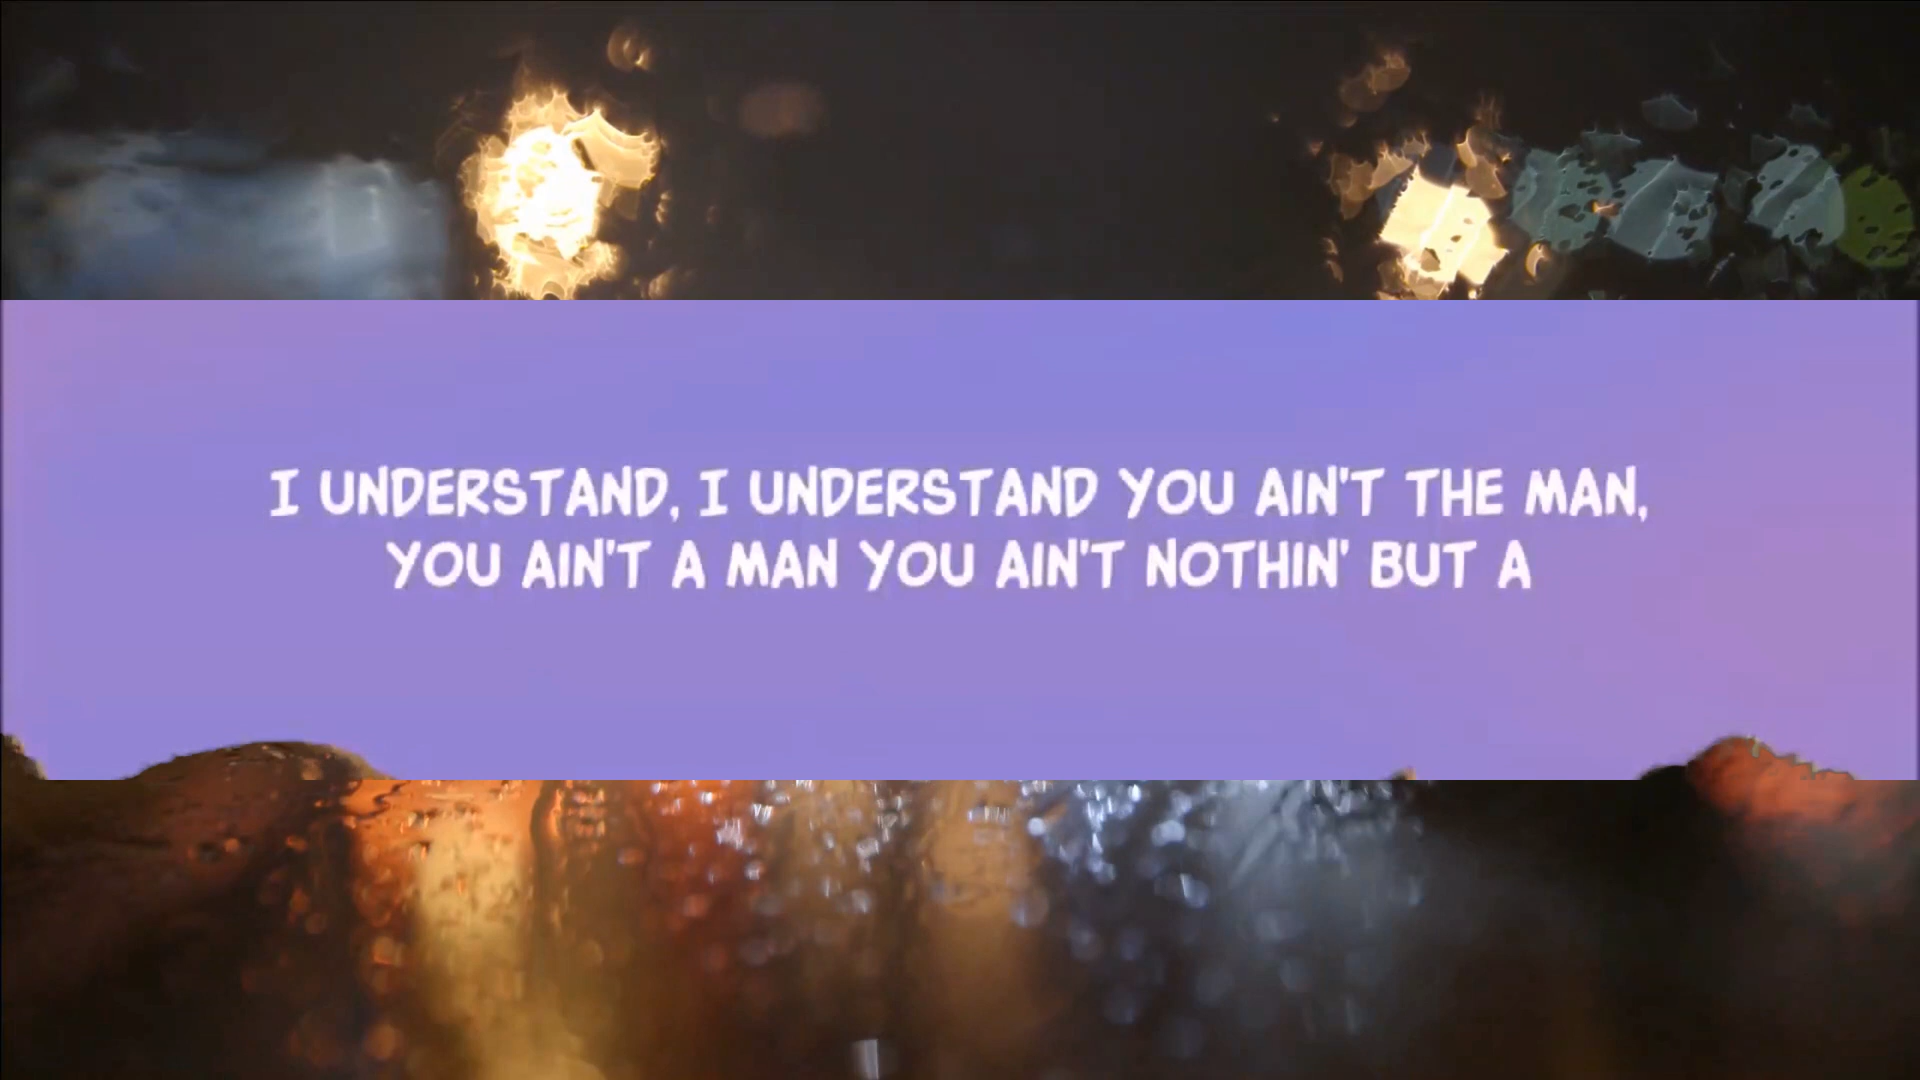 I UNDERSTAND, I UNDERSTAND YOU AIN'T THE MAN,
YOU AIN'T A MAN YOU AIN'T NOTHIN' BUT A